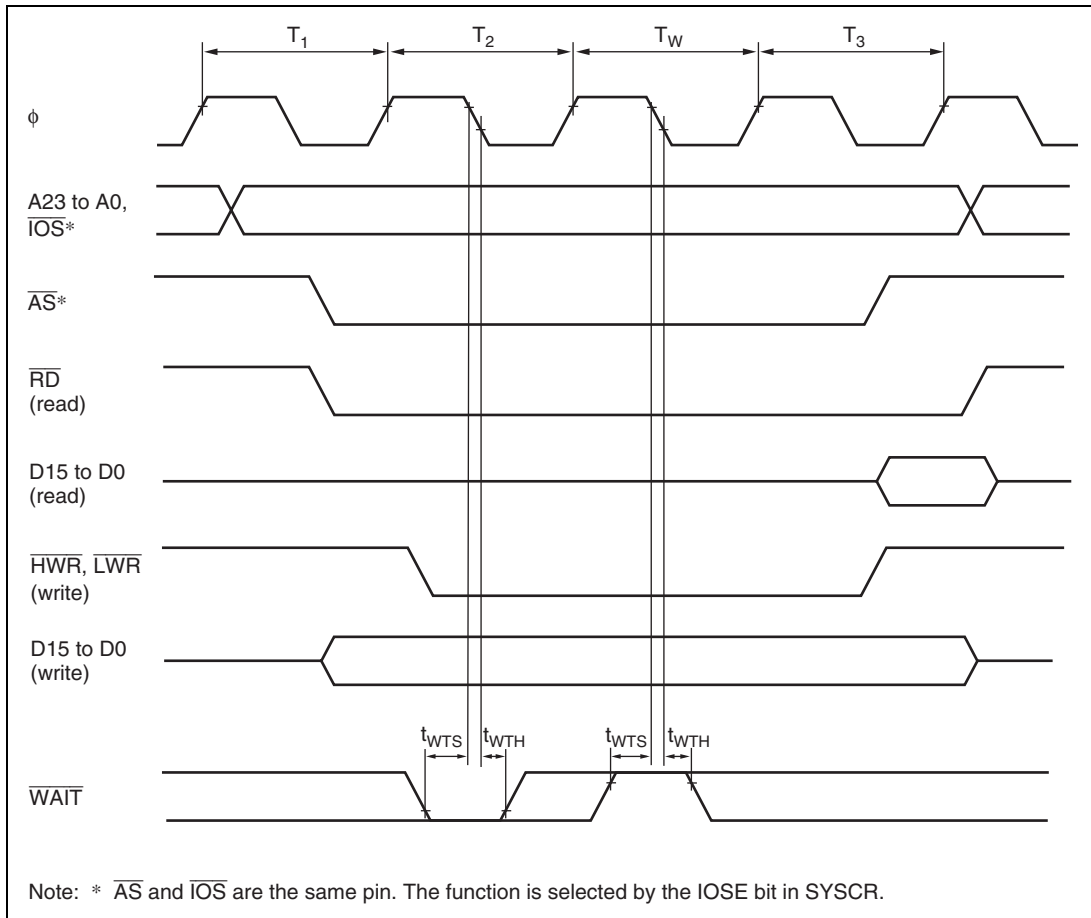 T1 T2 TW T3
φ
A23 to A0,
IOS*
AS*
RD
(read)
D15 to D0
(read)
HWR, LWR
(write)
D15 to D0
(write)
tWTS tWTH tWTS tWTH
WAIT
Note: * AS and IOS are the same pin. The function is selected by the IOSE bit in SYSCR.